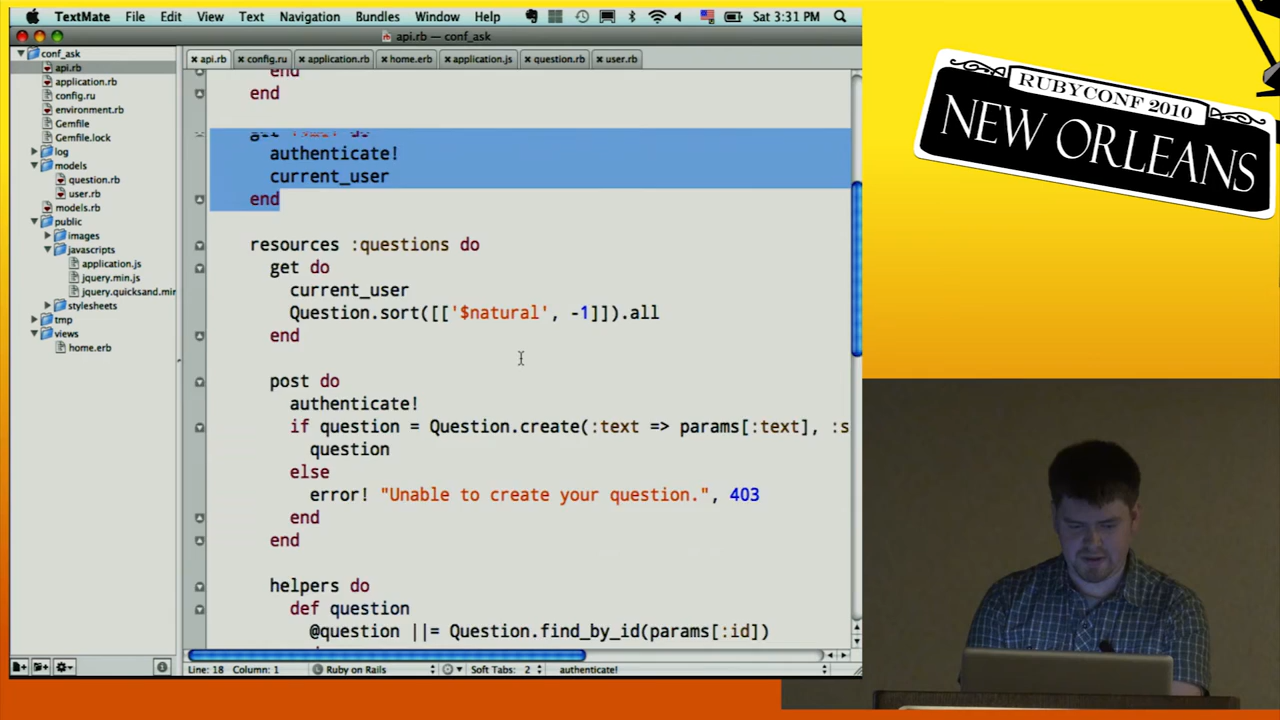 TextMate File Edit View Text Navigation Bundles Window Help Sat 3:31 PM
api.rb — conf_ask
conf_ask
api.rb
application.rb
config.ru
environment.rb
Gemfile
Gemfile.lock
log
models
question.rb
user.rb
models.rb
public
images
javascripts
application.js
jquery.min.js
jquery.quicksand.min
stylesheets
tmp
views
home.erb
api.rb config.ru application.rb home.erb application.js question.rb user.rb
end
end
authenticate!
current_user
end
resources :questions do
get do
current_user
Question.sort([['$natural', -1]]).all
end
post do
authenticate!
if question = Question.create(:text => params[:text], :s
question
else
error! "Unable to create your question.", 403
end
end
helpers do
def question
@question ||= Question.find_by_id(params[:id])
Line: 18 Column: 1 Ruby on Rails Soft Tabs: 2 authenticate!
RUBYCONF 2010
NEW ORLEANS